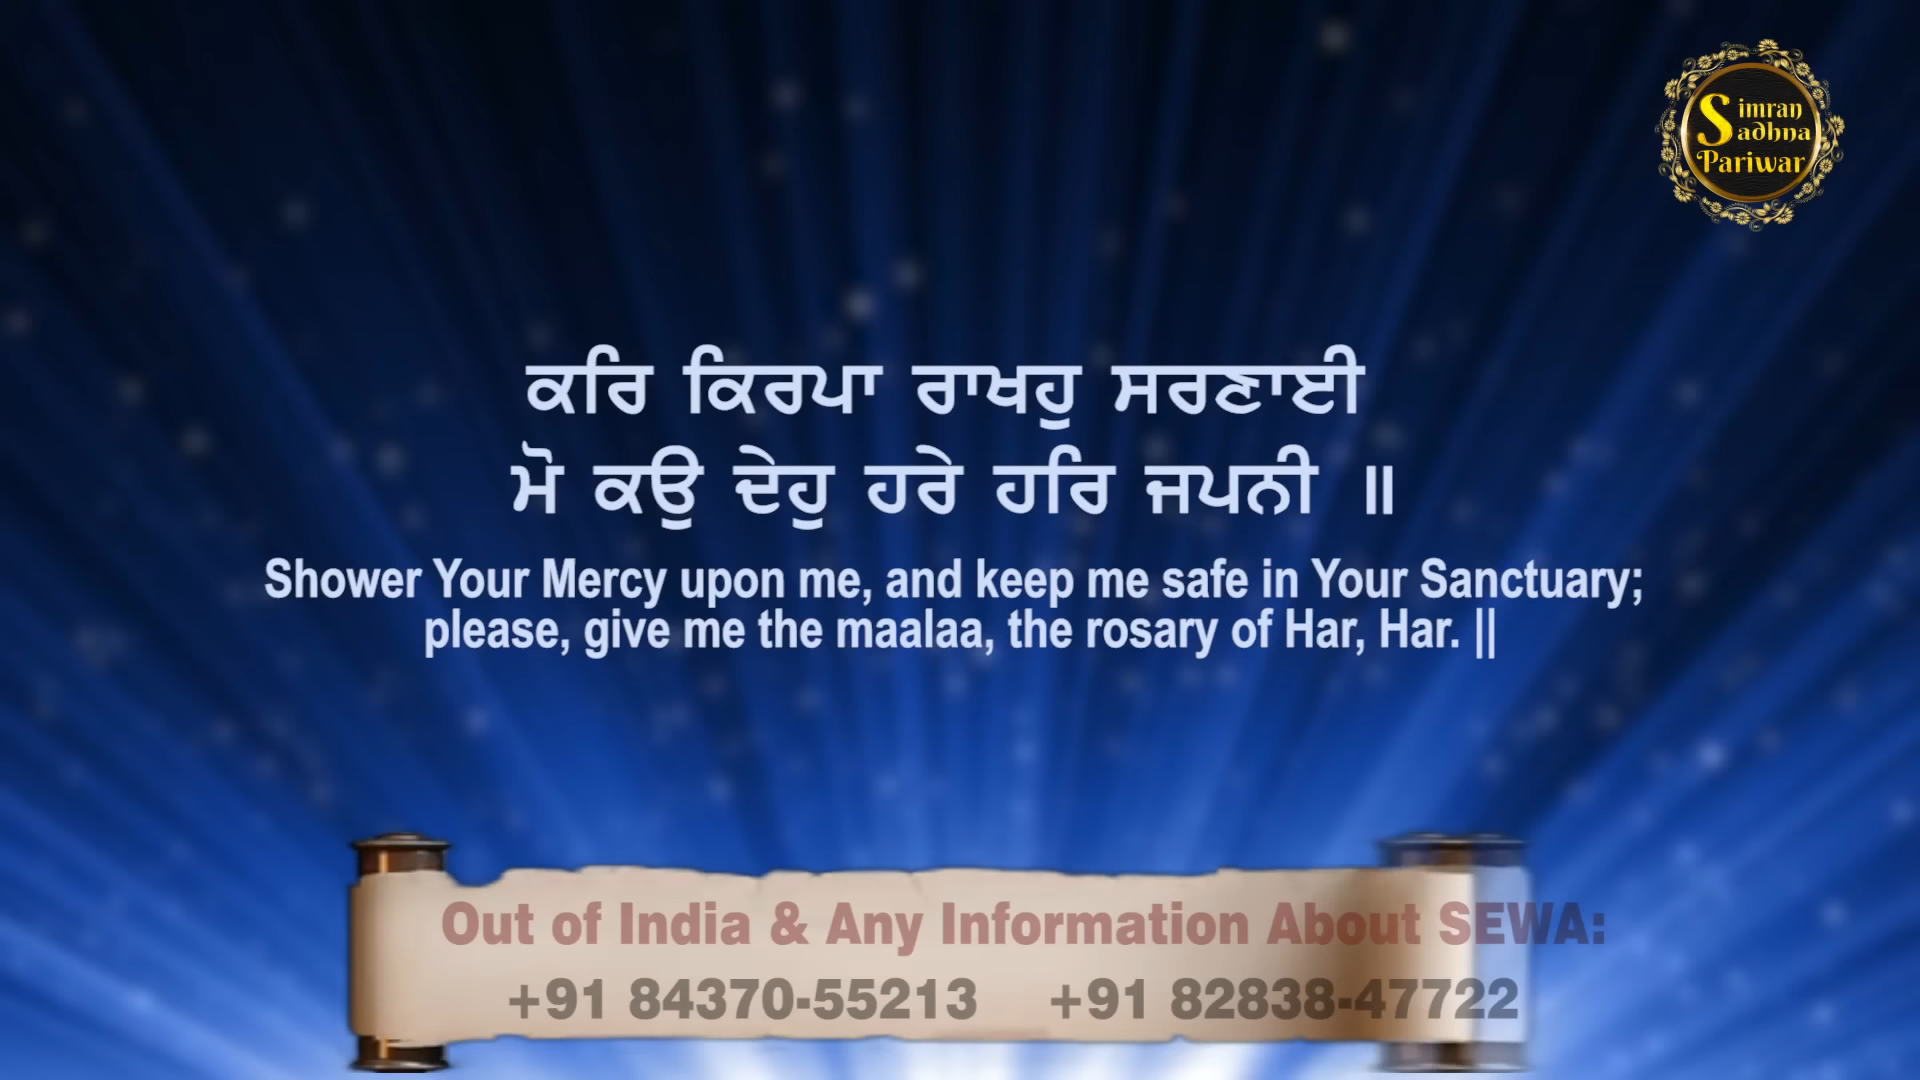 Simran
Sadhna
Pariwar
ਕਰਿ ਕਿਰਪਾ ਰਾਖਹੁ ਸਰਣਾਈ
ਮੋ ਕਉ ਦੇਹੁ ਹਰੇ ਹਰਿ ਜਪਨੀ ॥
Shower Your Mercy upon me, and keep me safe in Your Sanctuary;
please, give me the maalaa, the rosary of Har, Har. ||
Out of India & Any Information About SEWA:
+91 84370-55213 +91 82838-47722